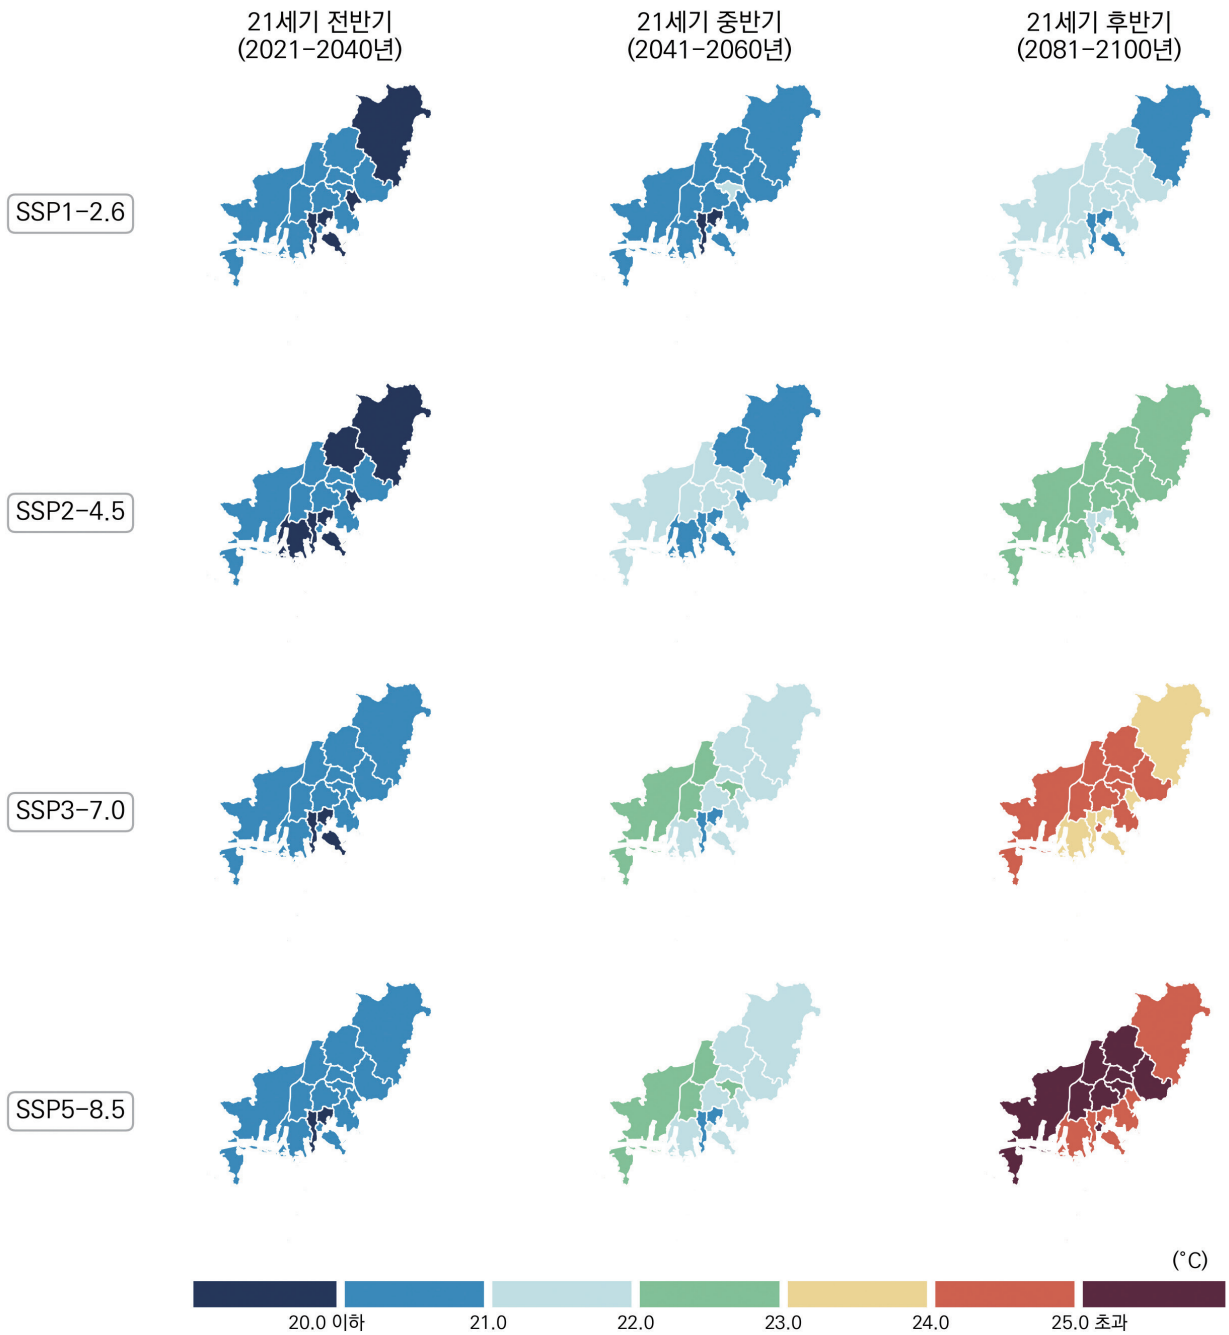 21세기 전반기
(2021-2040년)
21세기 중반기
(2041-2060년)
21세기 후반기
(2081-2100년)
SSP1-2.6
SSP2-4.5
SSP3-7.0
SSP5-8.5
(°C)
20.0 이하
21.0
22.0
23.0
24.0
25.0 초과